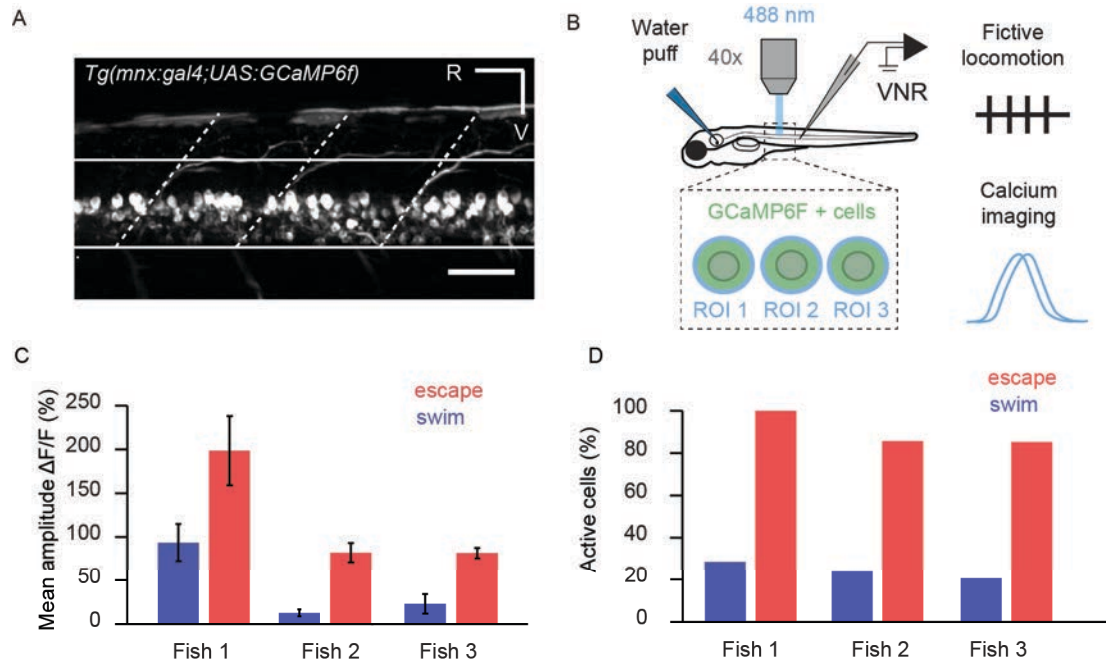 A
Tg(mnx:gal4;UAS:GCaMP6f)
R
V
B
Water
puff
488 nm
40x
VNR
Fictive
locomotion
GCaMP6F + cells
ROI 1
ROI 2
ROI 3
Calcium
imaging
C
escape
swim
Mean amplitude ΔF/F (%)
250
200
150
100
50
0
Fish 1
Fish 2
Fish 3
D
escape
swim
Active cells (%)
100
80
60
40
20
0
Fish 1
Fish 2
Fish 3